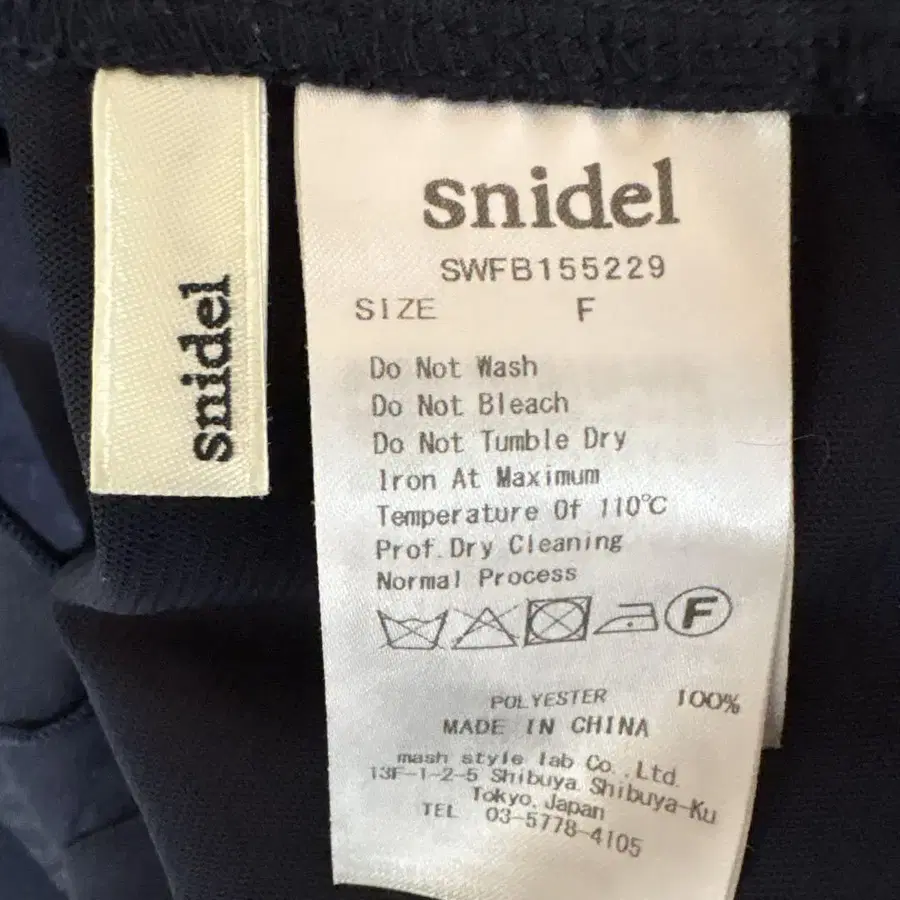 snidel
snidel
SWFB155229
SIZE F
Do Not Wash
Do Not Bleach
Do Not Tumble Dry
Iron At Maximum
Temperature Of 110℃
Prof.Dry Cleaning
Normal Process
F
POLYESTER 100%
MADE IN CHINA
mash style lab Co.,Ltd.
13F-1-2-5 Shibuya Shibuya-Ku
Tokyo, Japan
TEL 03-5778-4105